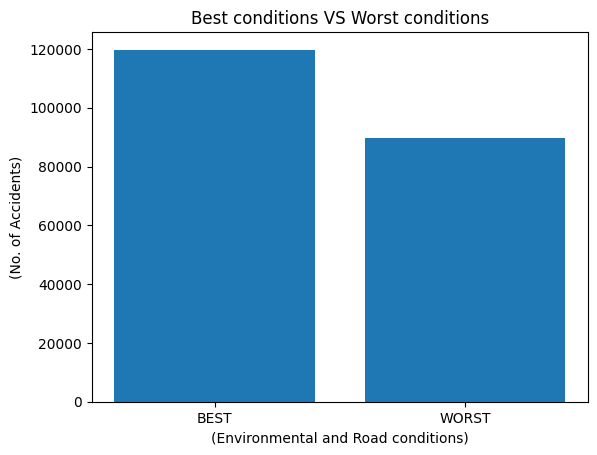 Best conditions VS Worst conditions
120000
100000
80000
60000
40000
20000
0
(No. of Accidents)
BEST WORST
(Environmental and Road conditions)